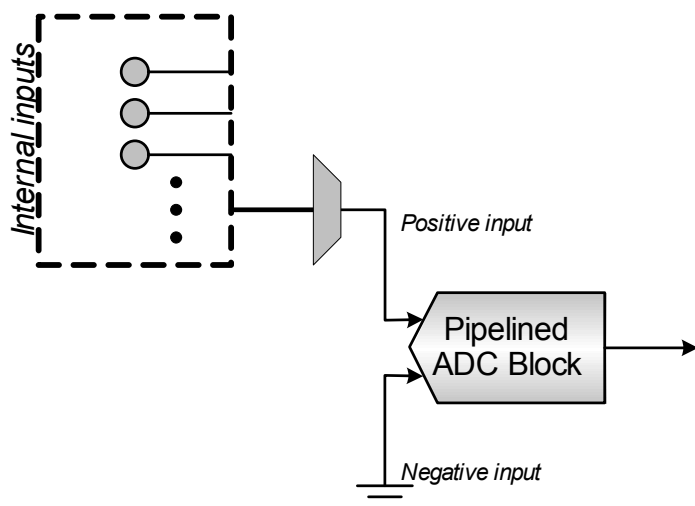 Internal inputs
Positive input
Pipelined
ADC Block
Negative input